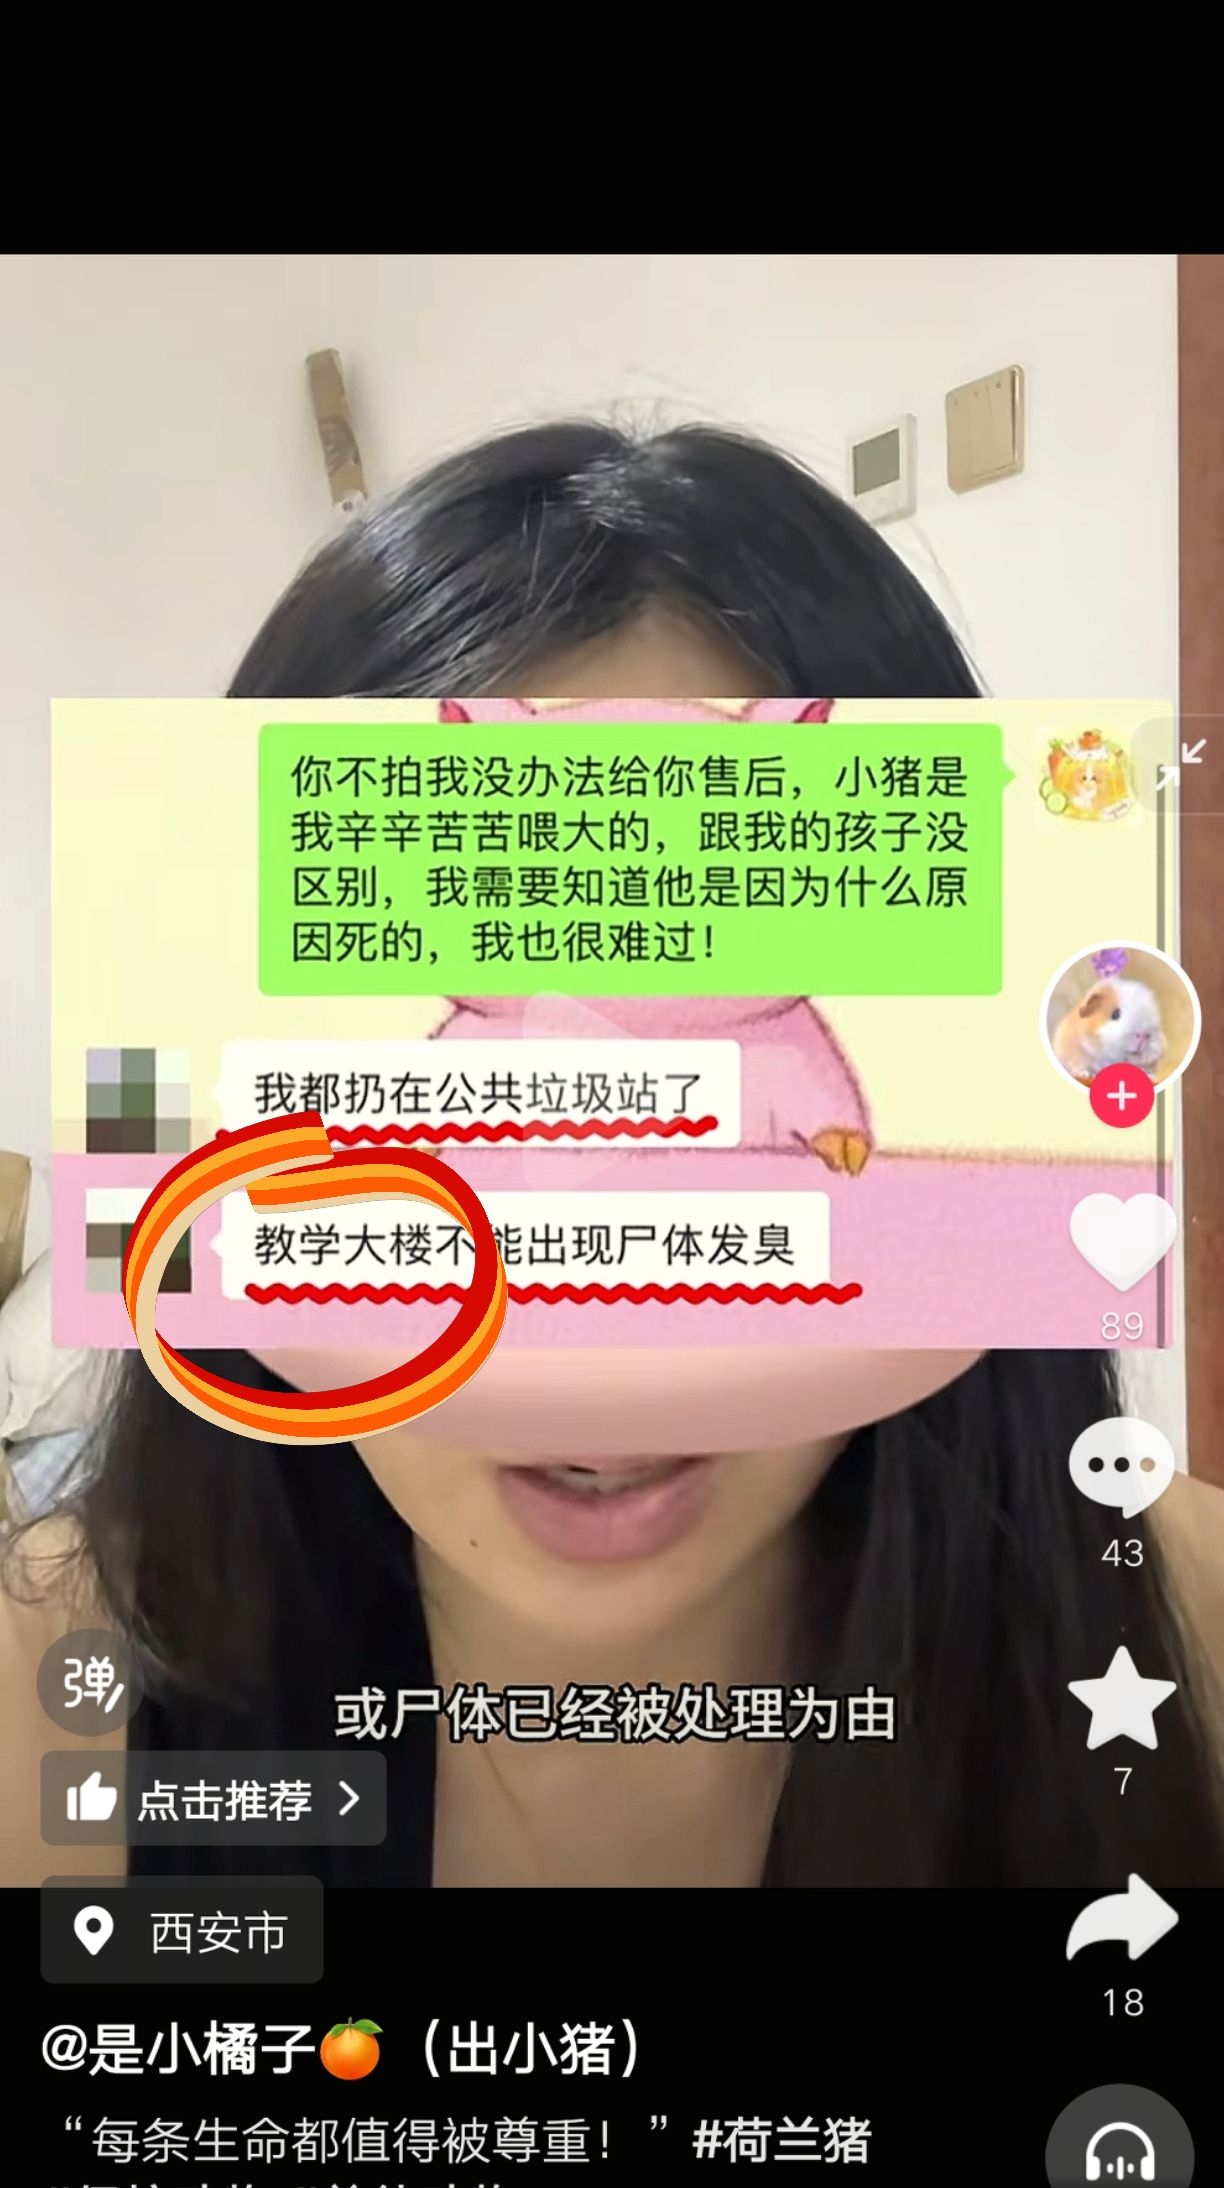 你不拍我没办法给你售后，小猪是
我辛辛苦苦喂大的，跟我的孩子没
区别，我需要知道他是因为什么原
因死的，我也很难过！
我都扔在公共垃圾站了
教学大楼不能出现尸体发臭
89
43
弹
或尸体已经被处理为由
7
点击推荐
西安市
18
@是小橘子🍊（出小猪）
“每条生命都值得被尊重！”#荷兰猪